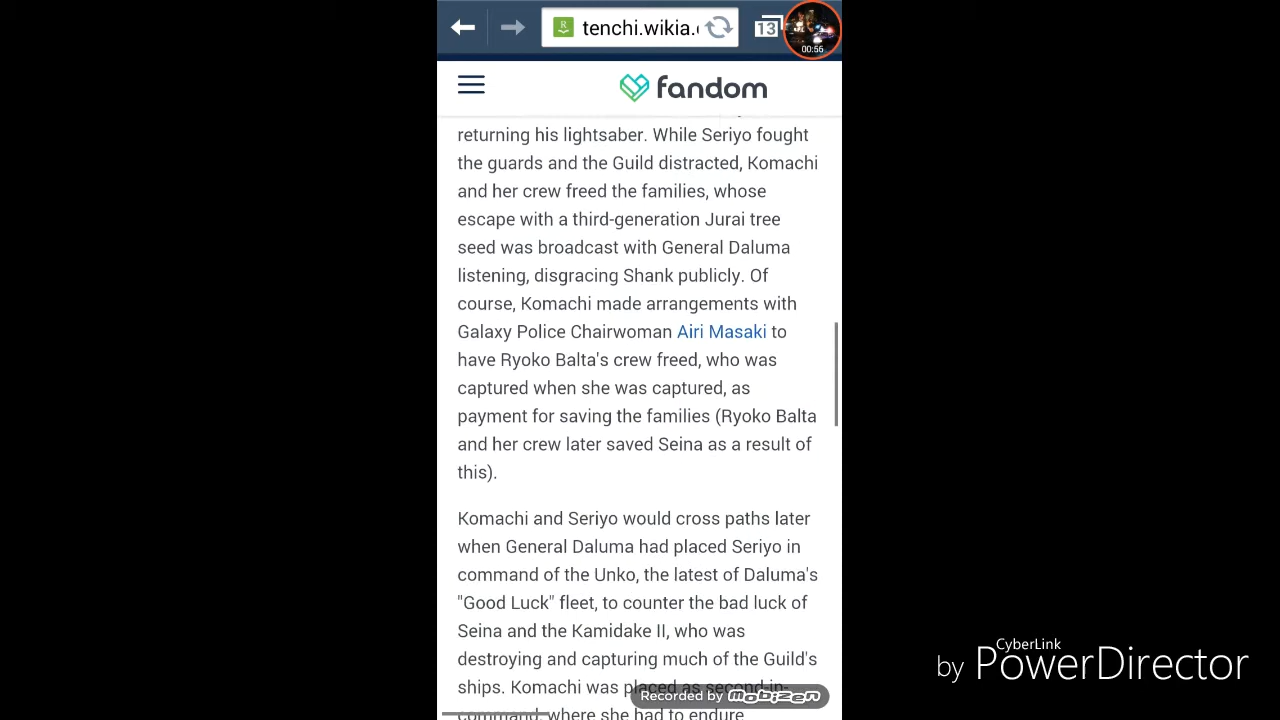 tenchi.wikia.
13
00:56
fandom
returning his lightsaber. While Seriyo fought
the guards and the Guild distracted, Komachi
and her crew freed the families, whose
escape with a third-generation Jurai tree
seed was broadcast with General Daluma
listening, disgracing Shank publicly. Of
course, Komachi made arrangements with
Galaxy Police Chairwoman Airi Masaki to
have Ryoko Balta's crew freed, who was
captured when she was captured, as
payment for saving the families (Ryoko Balta
and her crew later saved Seina as a result of
this).
Komachi and Seriyo would cross paths later
when General Daluma had placed Seriyo in
command of the Unko, the latest of Daluma's
"Good Luck" fleet, to counter the bad luck of
Seina and the Kamidake II, who was
destroying and capturing much of the Guild's
ships. Komachi was placed as second-in-
command, where she had to endure
Recorded by mobizen
CyberLink
by PowerDirector